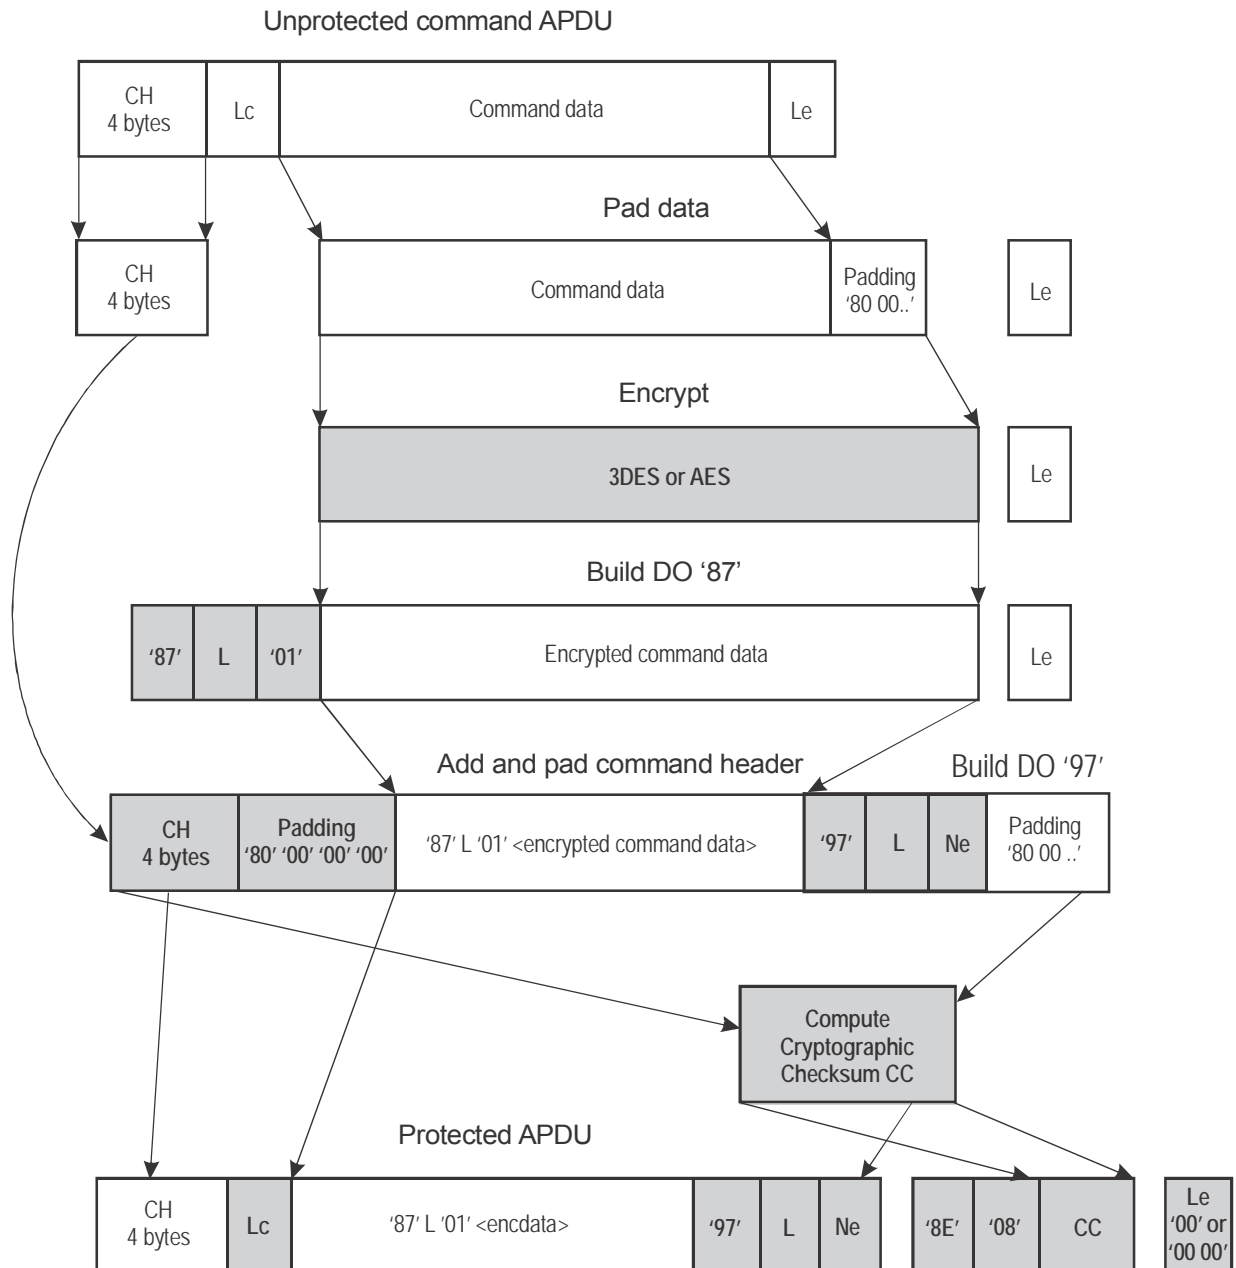 Unprotected command APDU
CH
4 bytes
Lc
Command data
Le
Pad data
CH
4 bytes
Command data
Padding
‘80 00..’
Le
Encrypt
3DES or AES
Le
Build DO ‘87’
‘87’
L
‘01’
Encrypted command data
Le
Add and pad command header
Build DO ‘97’
CH
4 bytes
Padding
‘80’ ‘00’ ‘00’ ‘00’
‘87’ L ‘01’ <encrypted command data>
‘97’
L
Ne
Padding
‘80 00 ..’
Compute
Cryptographic
Checksum CC
Protected APDU
CH
4 bytes
Lc
‘87’ L ‘01’ <encdata>
‘97’
L
Ne
‘8E’
‘08’
CC
Le
‘00’ or
‘00 00’